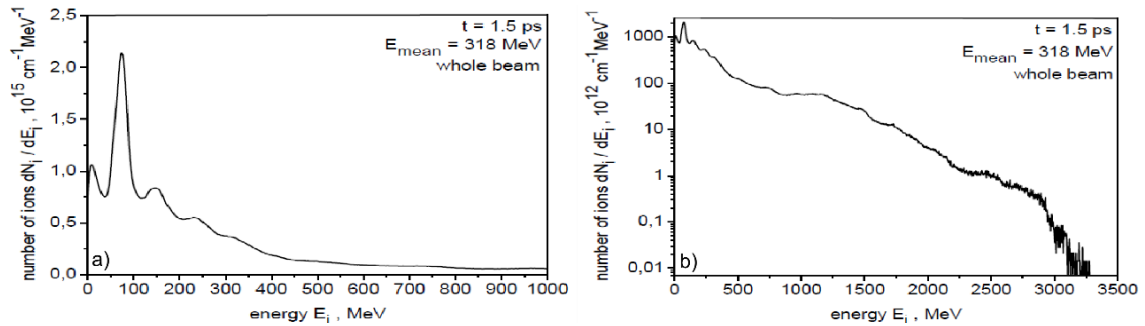 2,5
2,0
1,5
1,0
0,5
0,0
number of ions dN_i / dE_i , 10^15 cm^-1 MeV^-1
t = 1.5 ps
E_mean = 318 MeV
whole beam
a)
0 100 200 300 400 500 600 700 800 900 1000
energy E_i , MeV
1000
100
10
1
0,1
0,01
number of ions dN_i / dE_i , 10^12 cm^-1 MeV^-1
t = 1.5 ps
E_mean = 318 MeV
whole beam
b)
0 500 1000 1500 2000 2500 3000 3500
energy E_i , MeV